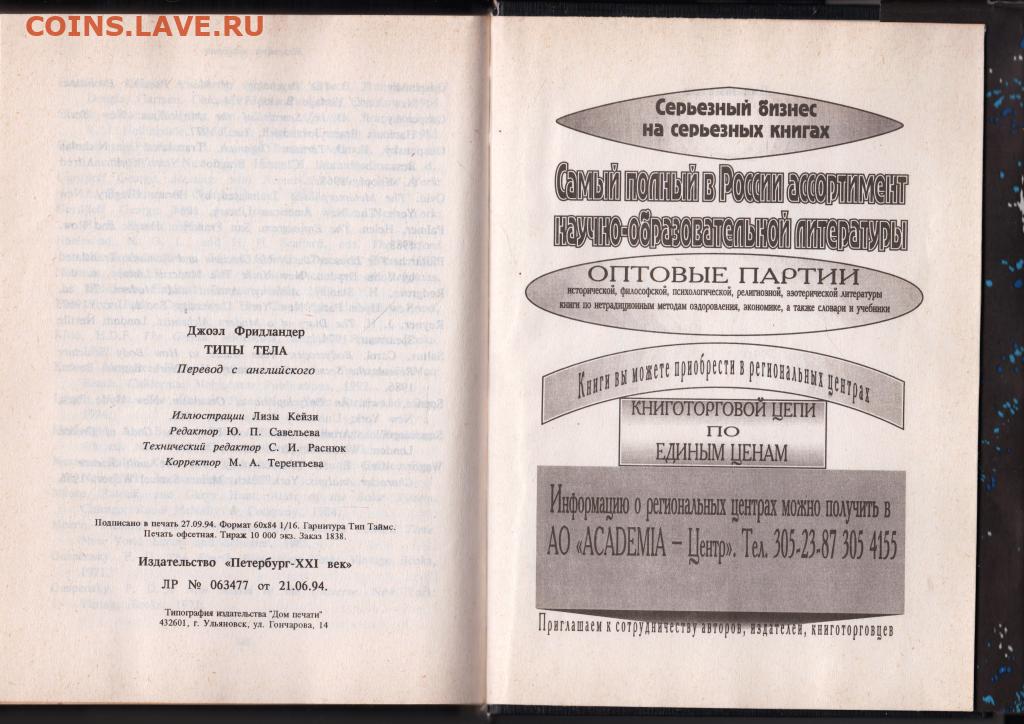 COINS.LAVE.RU
Джоэл Фридландер
ТИПЫ ТЕЛА
Перевод с английского
Иллюстрации Лизы Кейзи
Редактор Ю. П. Савельева
Технический редактор С. И. Раснюк
Корректор М. А. Терентьева
Подписано в печать 27.09.94. Формат 60х84 1/16. Гарнитура Тип Таймс.
Печать офсетная. Тираж 10 000 экз. Заказ 1838.
Издательство «Петербург-XXI век»
ЛР № 063477 от 21.06.94.
Типография издательства "Дом печати"
432601, г. Ульяновск, ул. Гончарова, 14
Серьезный бизнес
на серьезных книгах
Самый полный в России ассортимент
научно-образовательной литературы
ОПТОВЫЕ ПАРТИИ
исторической, философской, психологической, религиозной, эзотерической литературы
книги по нетрадиционным методам оздоровления, экономике, а также словари и учебники
Книги вы можете приобрести в региональных центрах
КНИГОТОРГОВОЙ ЦЕПИ
ПО
ЕДИНЫМ ЦЕНАМ
Информацию о региональных центрах можно получить в
АО «ACADEMIA – Центр». Тел. 305-23-87 305 4155
Приглашаем к сотрудничеству авторов, издателей, книготорговцев